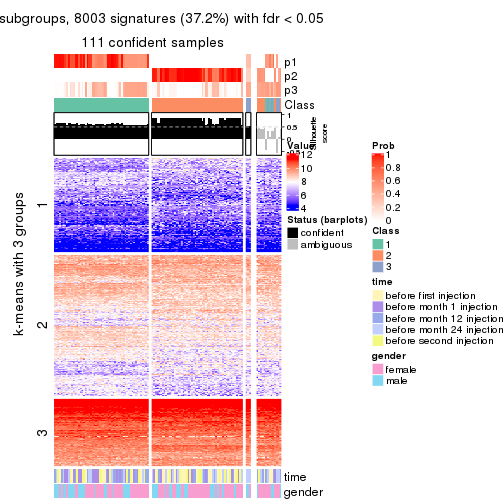 subgroups, 8003 signatures (37.2%) with fdr < 0.05
111 confident samples
p1
p2
p3
Class
1
0.5
0
-0.5
Silhouette
score
k-means with 3 groups
1
2
3
time
gender
Value
12
10
8
6
4
Status (barplots)
confident
ambiguous
Prob
1
0.8
0.6
0.4
0.2
0
Class
1
2
3
time
before first injection
before month 1 injection
before month 12 injection
before month 24 injection
before second injection
gender
female
male